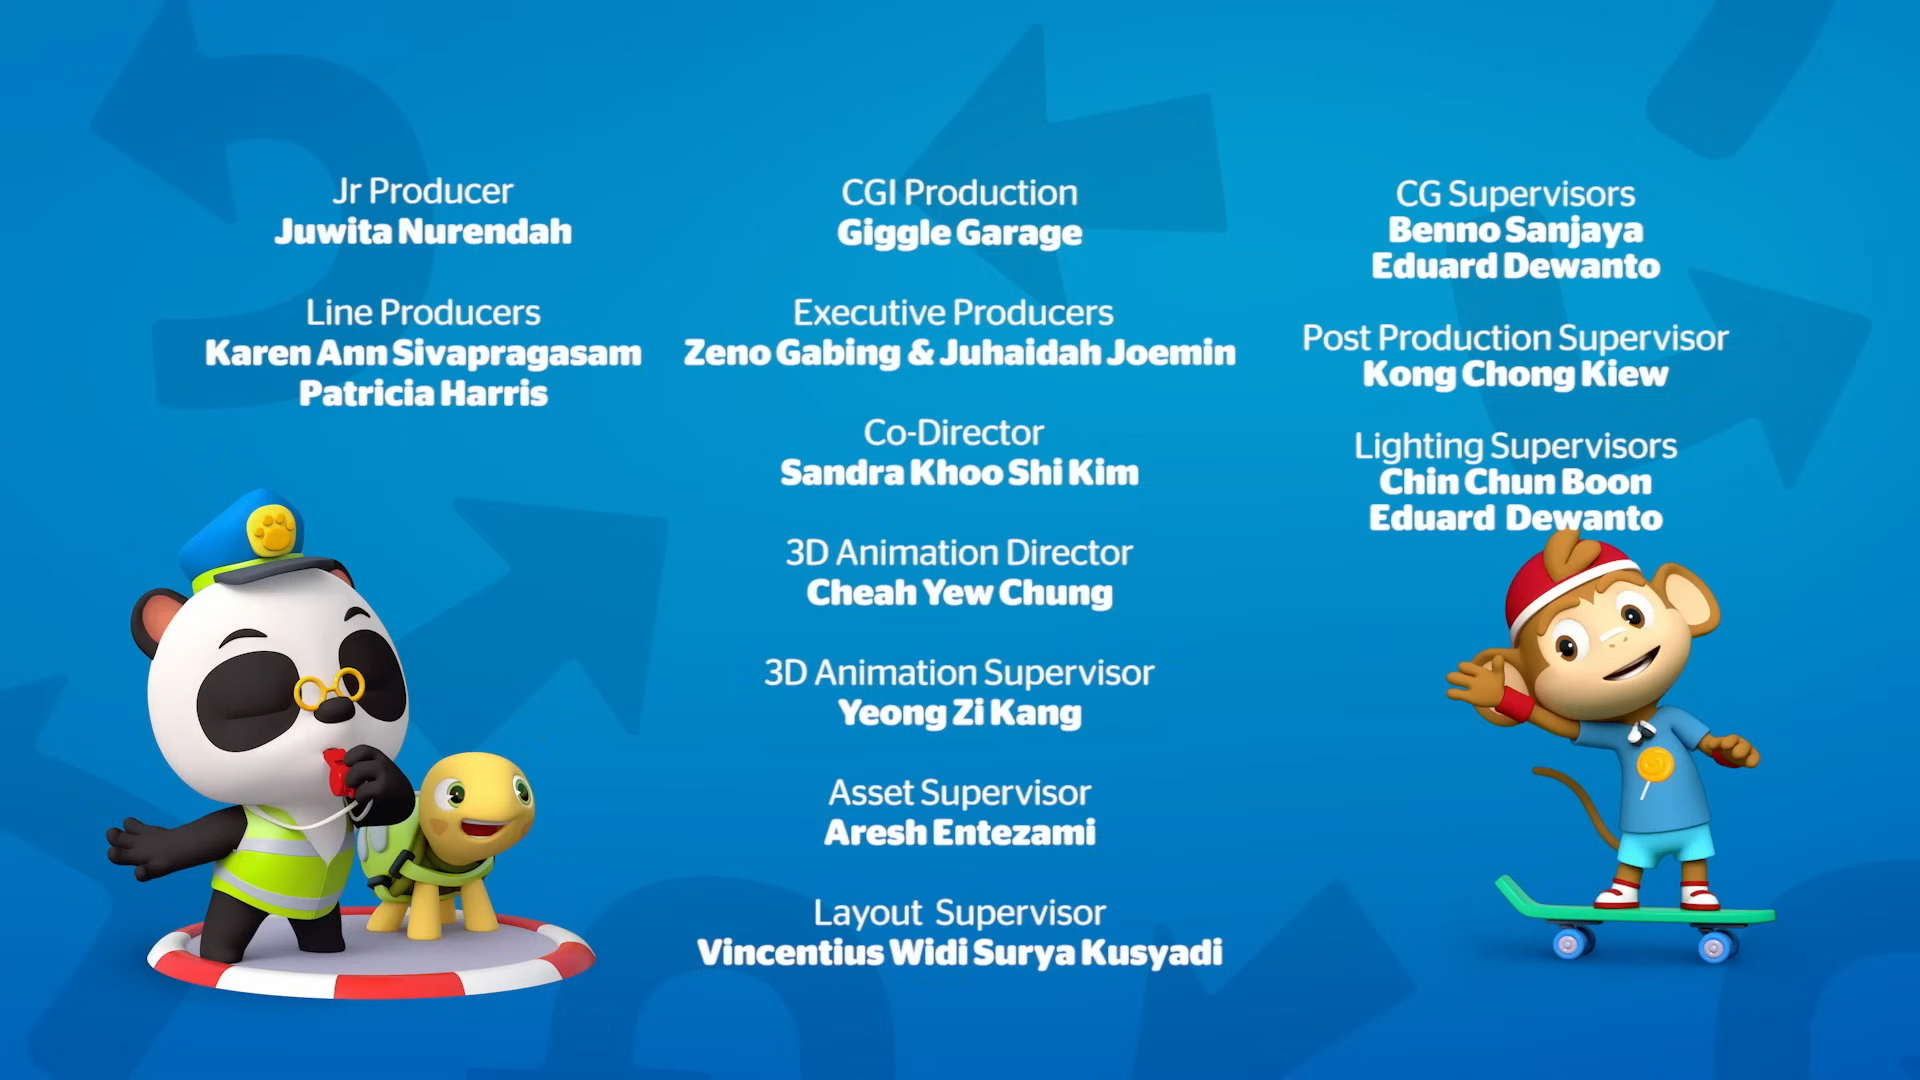 Jr Producer
Juwita Nurendah
Line Producers
Karen Ann Sivapragasam
Patricia Harris
CGI Production
Giggle Garage
Executive Producers
Zeno Gabing & Juhaidah Joemin
Co-Director
Sandra Khoo Shi Kim
3D Animation Director
Cheah Yew Chung
3D Animation Supervisor
Yeong Zi Kang
Asset Supervisor
Aresh Entezami
Layout Supervisor
Vincentius Widi Surya Kusyadi
CG Supervisors
Benno Sanjaya
Eduard Dewanto
Post Production Supervisor
Kong Chong Kiew
Lighting Supervisors
Chin Chun Boon
Eduard Dewanto